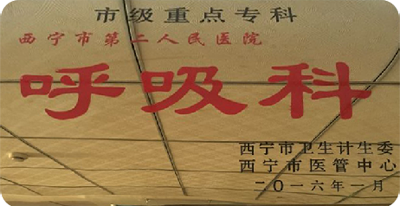 市级重点专科
西宁市第二人民医院
呼吸科
西宁市卫生计生委
西宁市医管中心
二〇一六年一月